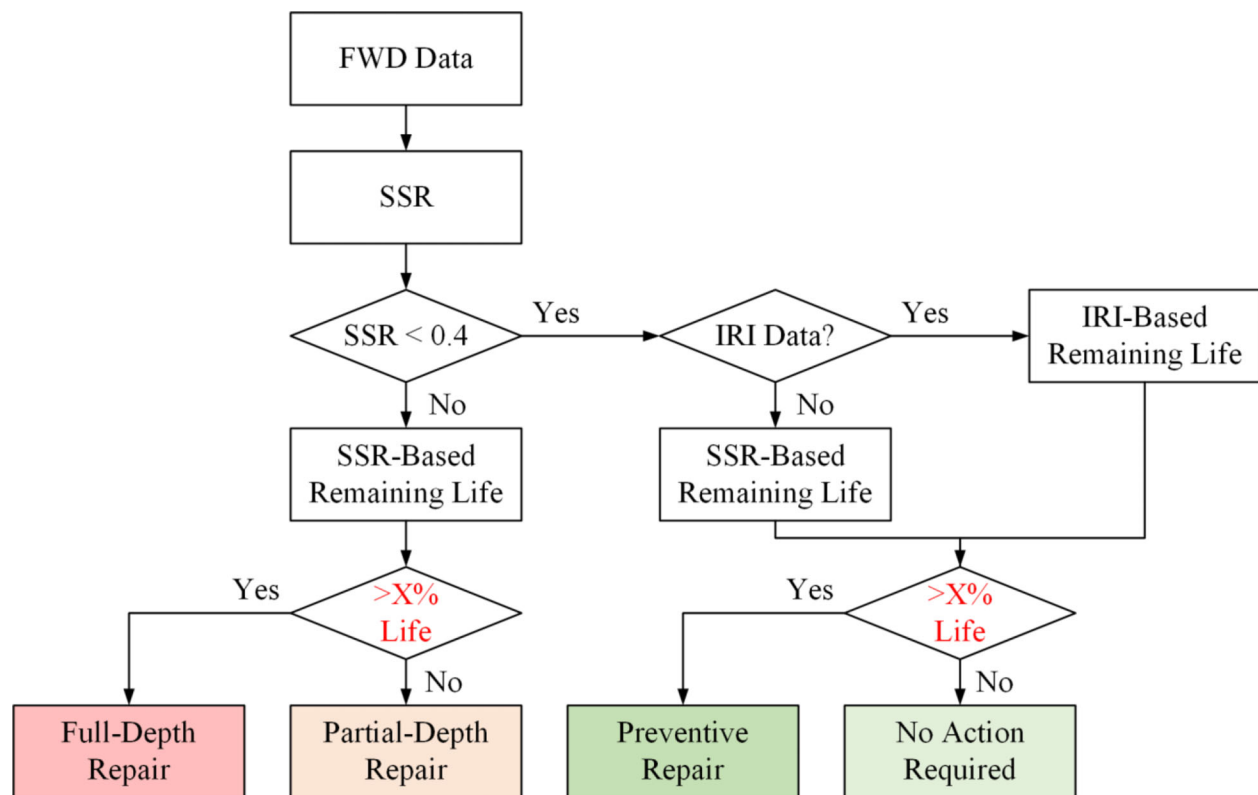 FWD Data
SSR
SSR < 0.4
Yes
IRI Data?
Yes
IRI-Based
Remaining Life
No
No
SSR-Based
Remaining Life
SSR-Based
Remaining Life
Yes
>X%
Life
Yes
>X%
Life
No
No
Full-Depth
Repair
Partial-Depth
Repair
Preventive
Repair
No Action
Required